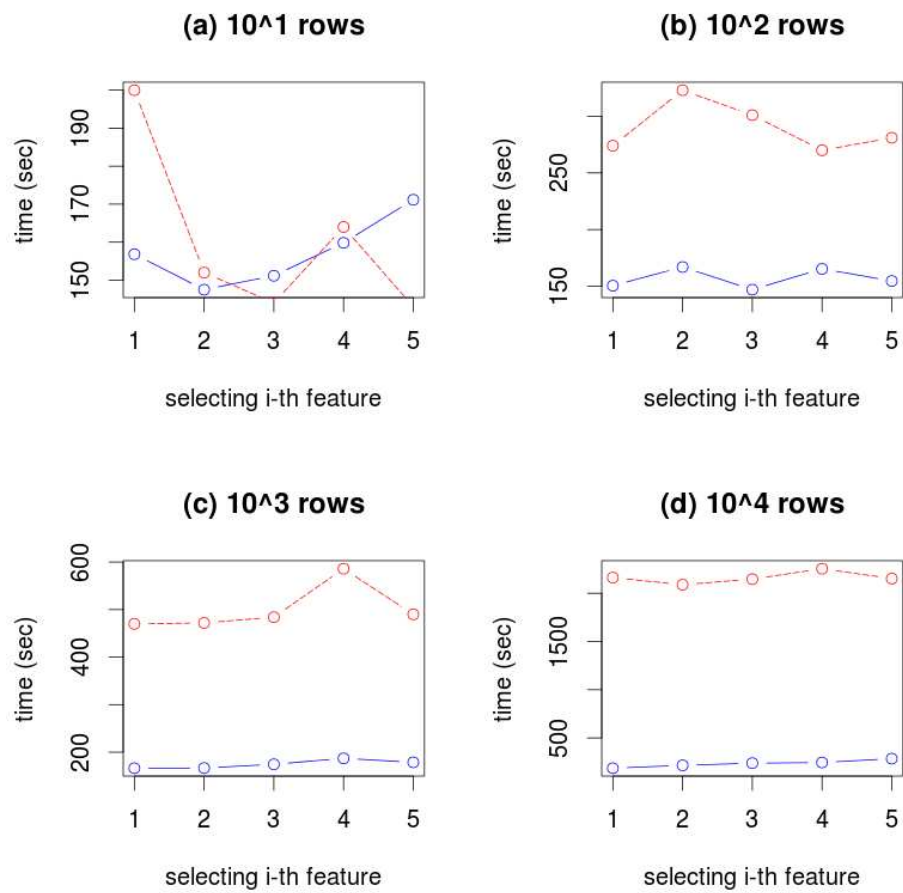 (a) 10^1 rows
time (sec)
190
170
150
1 2 3 4 5
selecting i-th feature
(b) 10^2 rows
time (sec)
250
150
1 2 3 4 5
selecting i-th feature
(c) 10^3 rows
time (sec)
600
400
200
1 2 3 4 5
selecting i-th feature
(d) 10^4 rows
time (sec)
1500
500
1 2 3 4 5
selecting i-th feature